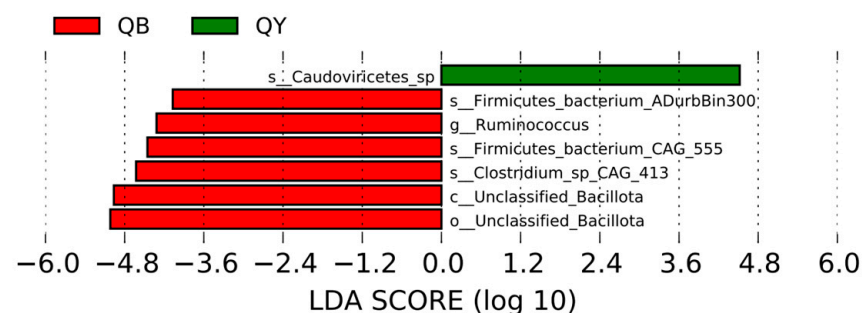 QB QY
s__Caudoviricetes_sp
s__Firmicutes_bacterium_ADurbBin300
g__Ruminococcus
s__Firmicutes_bacterium_CAG_555
s__Clostridium_sp_CAG_413
c__Unclassified_Bacillota
o__Unclassified_Bacillota
−6.0 −4.8 −3.6 −2.4 −1.2 0.0 1.2 2.4 3.6 4.8 6.0
LDA SCORE (log 10)